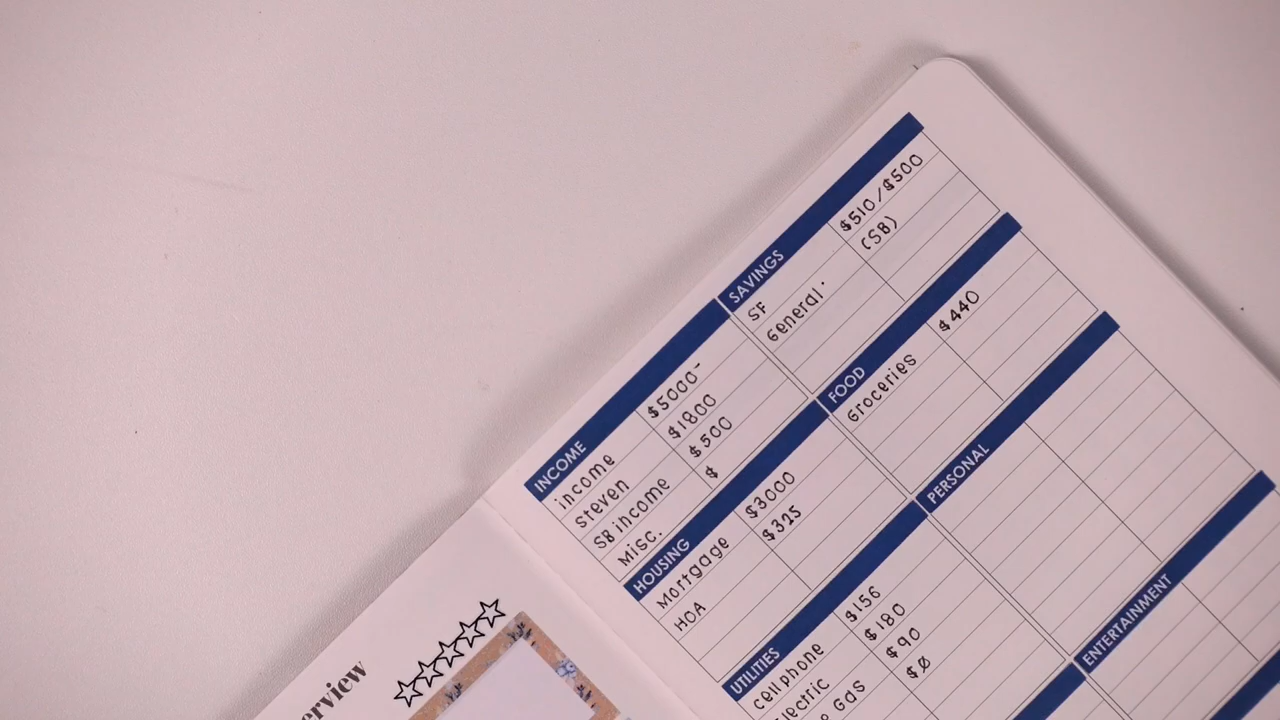 INCOME
income $5000-
steven $1800
SB income $500
Misc. $
SAVINGS
SF $510/$500
General. (SB)
HOUSING
Mortgage $3000
HOA $325
FOOD
Groceries $440
UTILITIES
cellphone $156
$180
Gas $90
$0
PERSONAL
ENTERTAINMENT